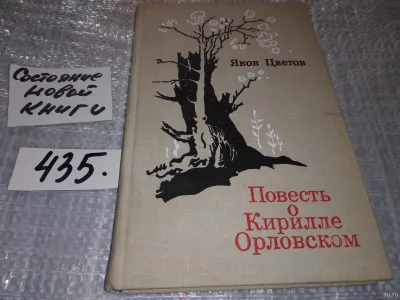 Состояние
новой
книги
435.
Яков Цветов
Повесть
о
Кирилле
Орловском